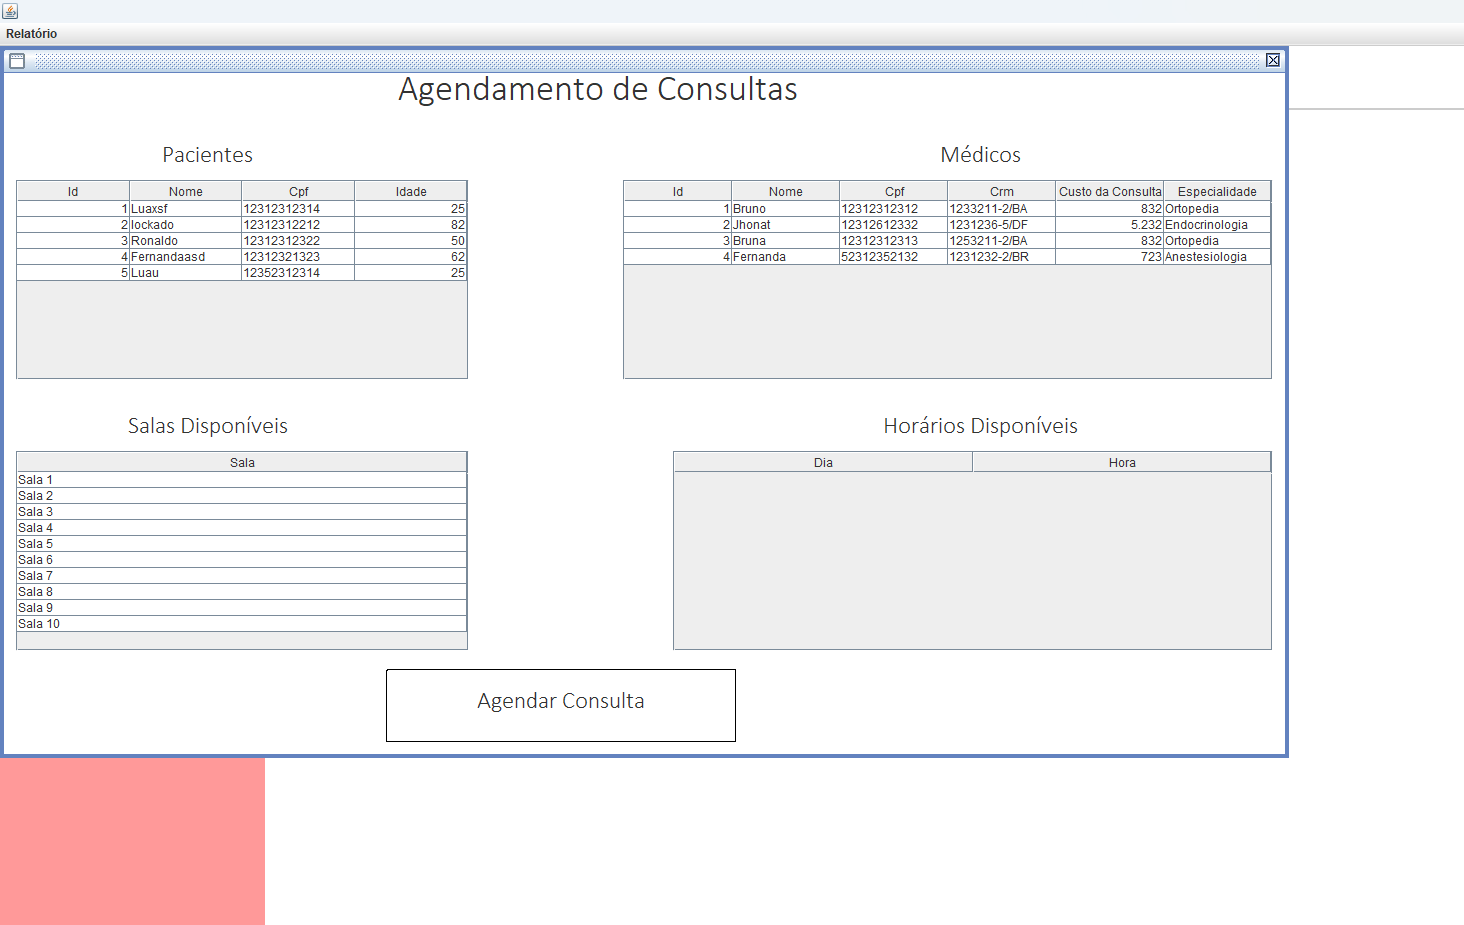 Relatório
Agendamento de Consultas
Pacientes
Id Nome Cpf Idade
1 Luaxsf 12312312314 25
2 lockado 12312312212 82
3 Ronaldo 12312312322 50
4 Fernandaasd 12312321323 62
5 Luau 12352312314 25
Médicos
Id Nome Cpf Crm Custo da Consulta Especialidade
1 Bruno 12312312312 1233211-2/BA 832 Ortopedia
2 Jhonat 12312612332 1231236-5/DF 5.232 Endocrinologia
3 Bruna 12312312313 1253211-2/BA 832 Ortopedia
4 Fernanda 52312352132 1231232-2/BR 723 Anestesiologia
Salas Disponíveis
Sala
Sala 1
Sala 2
Sala 3
Sala 4
Sala 5
Sala 6
Sala 7
Sala 8
Sala 9
Sala 10
Horários Disponíveis
Dia Hora
Agendar Consulta